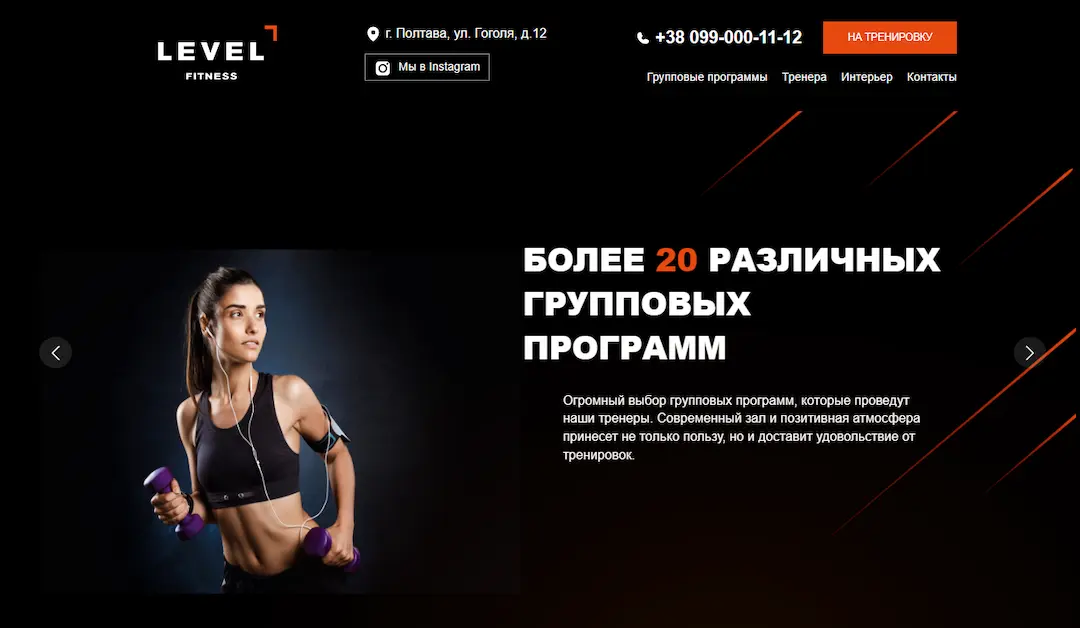 LEVEL
FITNESS
г. Полтава, ул. Гоголя, д.12
Мы в Instagram
+38 099-000-11-12
НА ТРЕНИРОВКУ
Групповые программы Тренера Интерьер Контакты
БОЛЕЕ 20 РАЗЛИЧНЫХ
ГРУППОВЫХ
ПРОГРАММ
Огромный выбор групповых программ, которые проведут
наши тренеры. Современный зал и позитивная атмосфера
принесет не только пользу, но и доставит удовольствие от
тренировок.